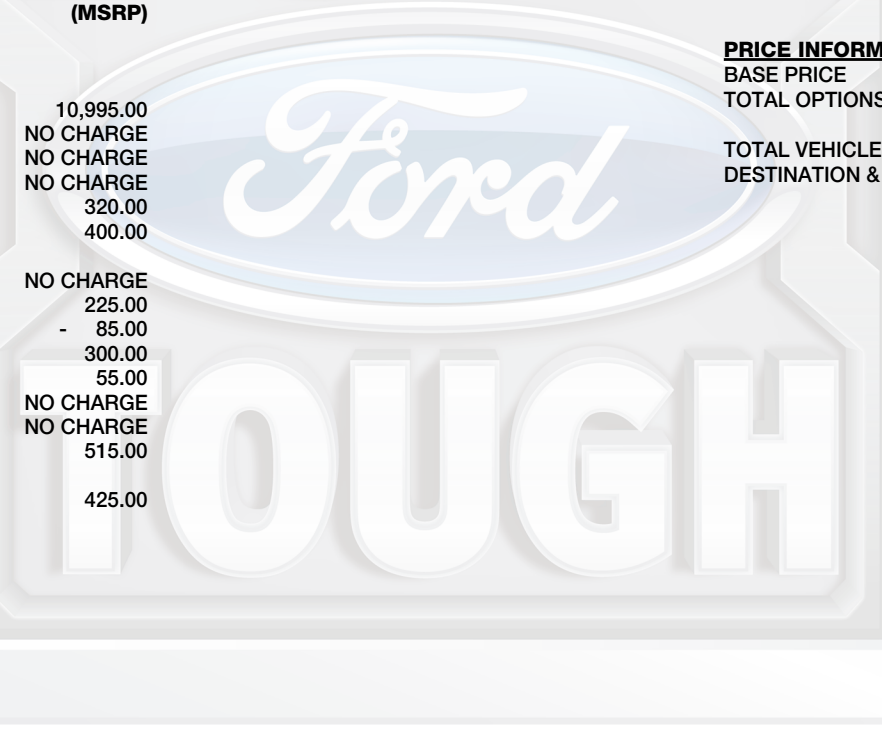 (MSRP)
10,995.00
NO CHARGE
NO CHARGE
NO CHARGE
320.00
400.00
NO CHARGE
225.00
- 85.00
300.00
55.00
NO CHARGE
NO CHARGE
515.00
425.00
PRICE INFORM
BASE PRICE
TOTAL OPTIONS
TOTAL VEHICLE
DESTINATION &
Ford
TOUGH